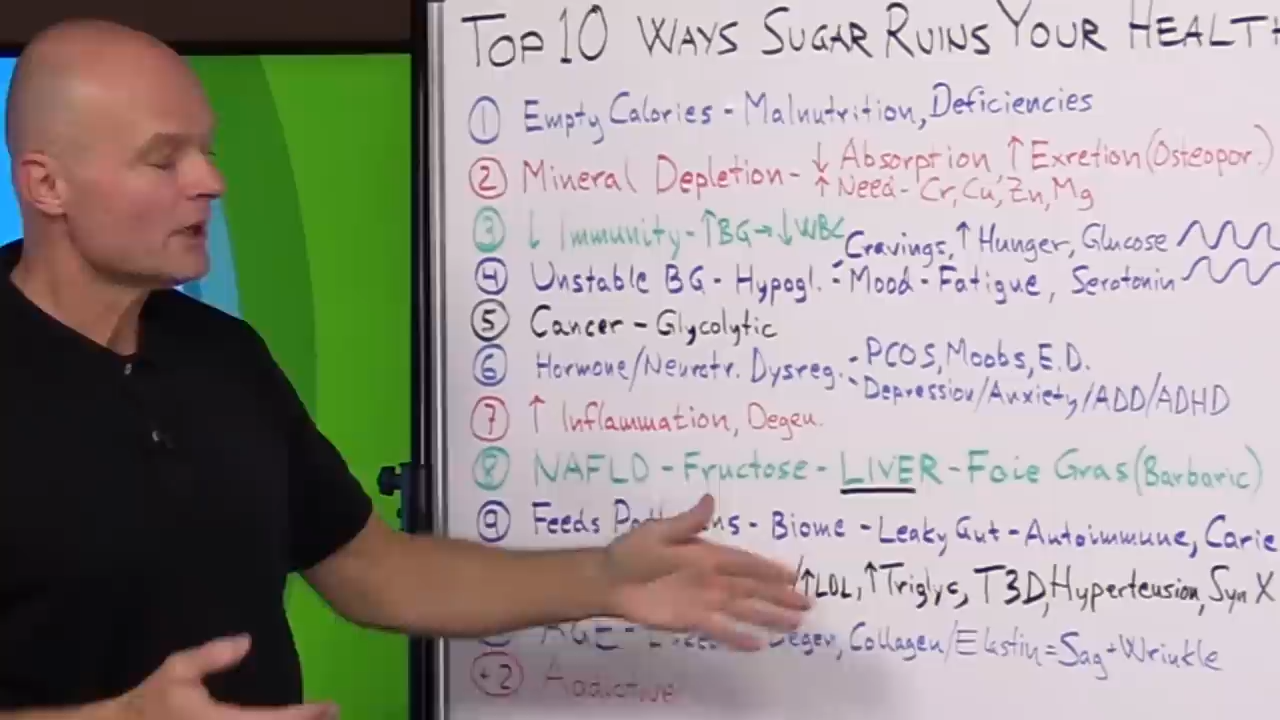 TOP 10 WAYS SUGAR RUINS YOUR HEALTH
① Empty Calories - Malnutrition, Deficiencies
② Mineral Depletion - ↓ Absorption, ↑ Exretion (Osteopor.)
↑ Need - Cr, Cu, Zn, Mg
③ ↓ Immunity - ↑BG→↓WBC
Cravings, ↑ Hunger, Glucose
④ Unstable BG - Hypogl. - Mood - Fatigue, Serotonin
⑤ Cancer - Glycolytic
⑥ Hormone/Neurotr. Dysreg. - PCOS, Moobs, E.D.
- Depression/Anxiety/ADD/ADHD
⑦ ↑ Inflammation, Degen.
⑧ NAFLD - Fructose - LIVER - Foie Gras (Barbaric)
⑨ Feeds - Biome - Leaky Gut - Autoimmune, Carie
/↑LDL, ↑Triglyc, T3D, Hypertension, Syn X
AGE - Degen, Collagen/Elastin = Sag + Wrinkle
+2 Addictive